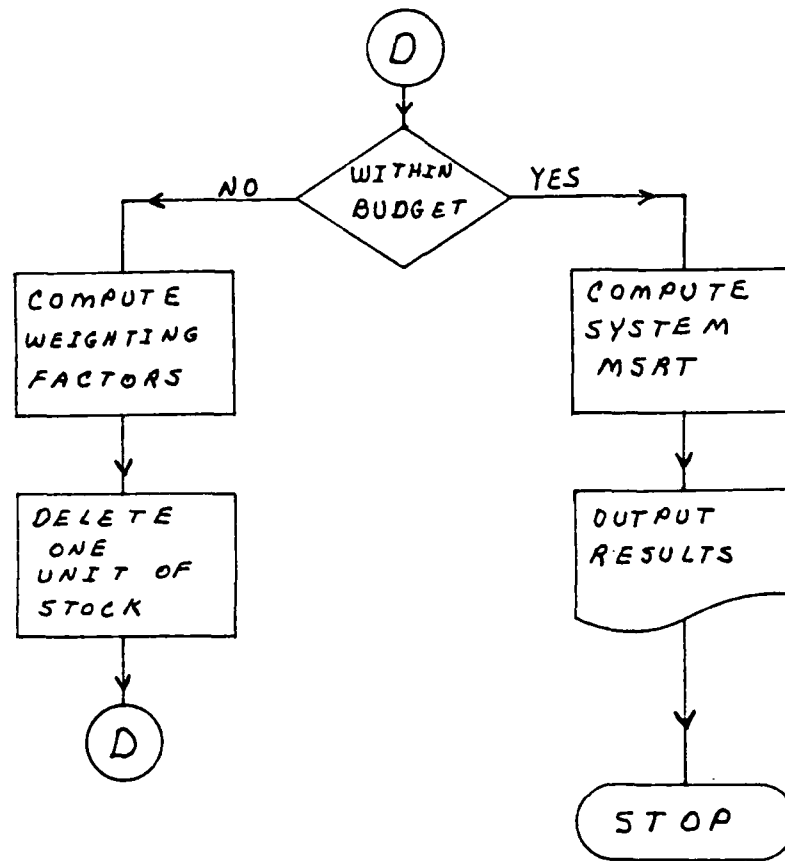 D
WITHIN
BUDGET
NO
YES
COMPUTE
WEIGHTING
FACTORS
COMPUTE
SYSTEM
MSRT
DELETE
ONE
UNIT OF
STOCK
OUTPUT
RESULTS
D
STOP